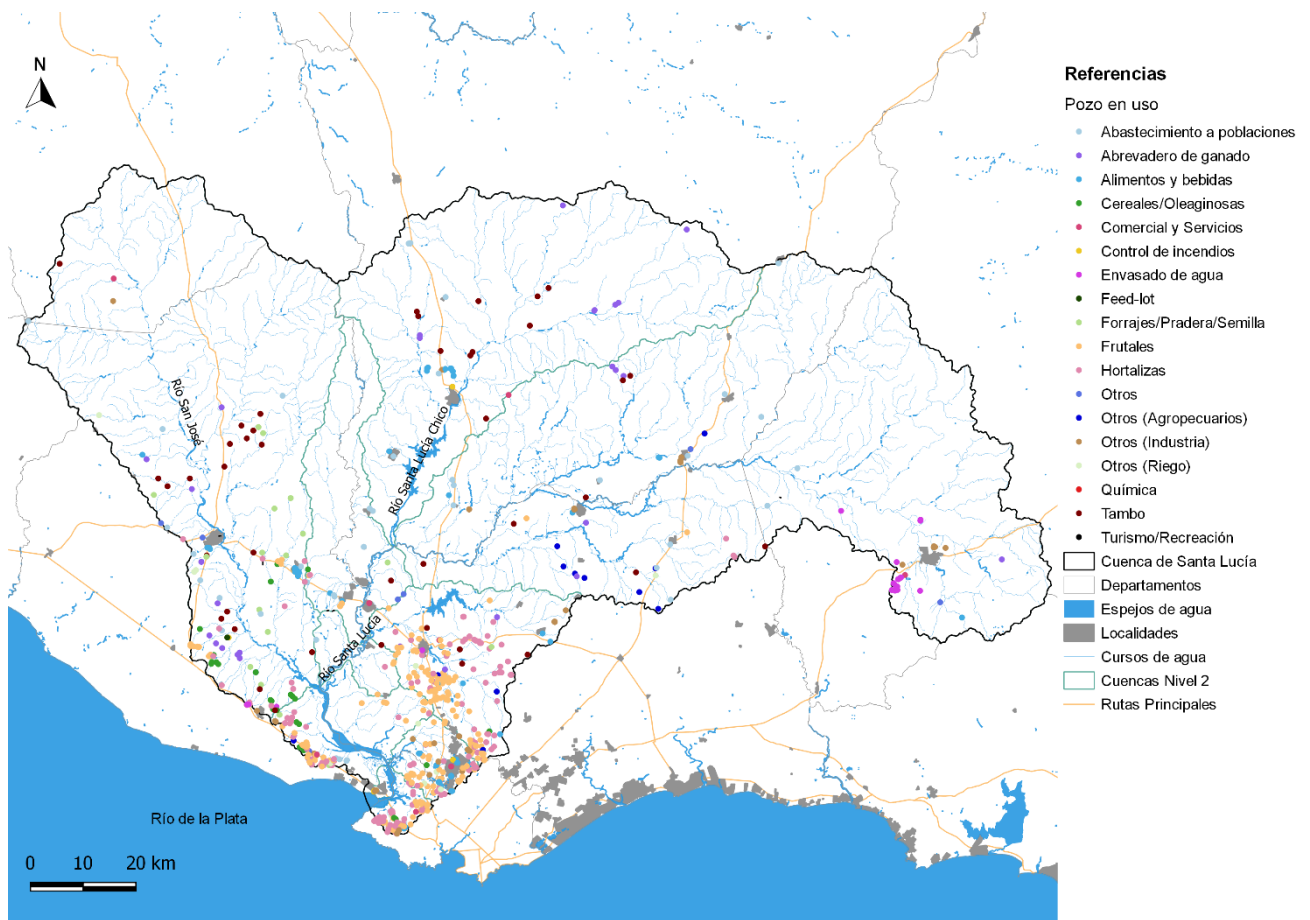 N
Río San José
Río Santa Lucía Chico
Río Santa Lucía
Río de la Plata
0 10 20 km
Referencias
Pozo en uso
Abastecimiento a poblaciones
Abrevadero de ganado
Alimentos y bebidas
Cereales/Oleaginosas
Comercial y Servicios
Control de incendios
Envasado de agua
Feed-lot
Forrajes/Pradera/Semilla
Frutales
Hortalizas
Otros
Otros (Agropecuarios)
Otros (Industria)
Otros (Riego)
Química
Tambo
Turismo/Recreación
Cuenca de Santa Lucía
Departamentos
Espejos de agua
Localidades
Cursos de agua
Cuencas Nivel 2
Rutas Principales